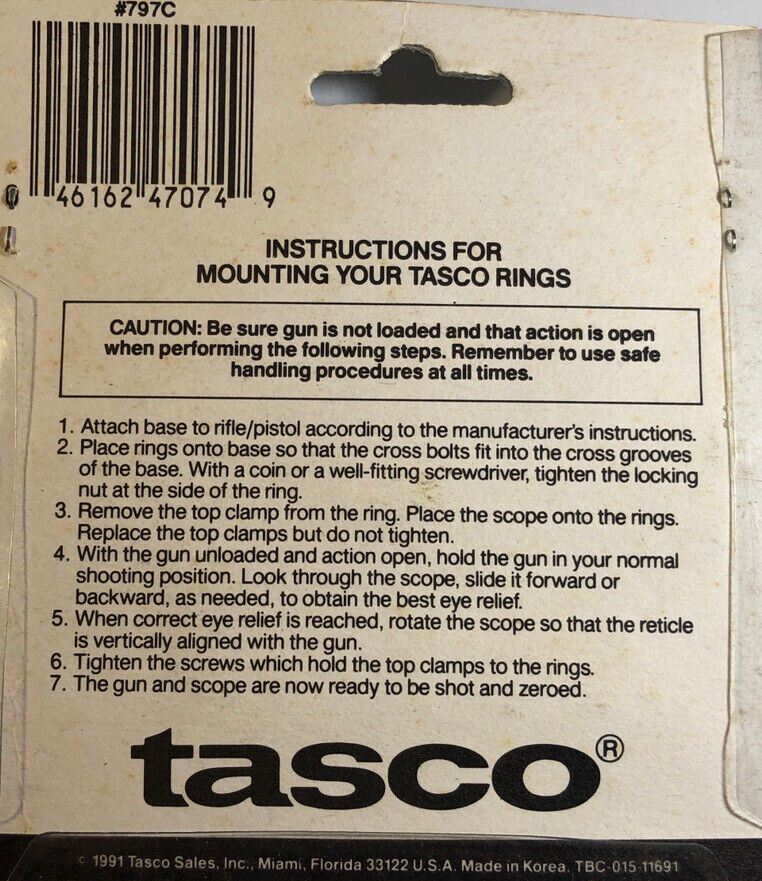 #797C
0 46162 47074 9
INSTRUCTIONS FOR
MOUNTING YOUR TASCO RINGS
CAUTION: Be sure gun is not loaded and that action is open
when performing the following steps. Remember to use safe
handling procedures at all times.
1. Attach base to rifle/pistol according to the manufacturer's instructions.
2. Place rings onto base so that the cross bolts fit into the cross grooves
of the base. With a coin or a well-fitting screwdriver, tighten the locking
nut at the side of the ring.
3. Remove the top clamp from the ring. Place the scope onto the rings.
Replace the top clamps but do not tighten.
4. With the gun unloaded and action open, hold the gun in your normal
shooting position. Look through the scope, slide it forward or
backward, as needed, to obtain the best eye relief.
5. When correct eye relief is reached, rotate the scope so that the reticle
is vertically aligned with the gun.
6. Tighten the screws which hold the top clamps to the rings.
7. The gun and scope are now ready to be shot and zeroed.
tasco®
© 1991 Tasco Sales, Inc., Miami, Florida 33122 U.S.A. Made in Korea. TBC-015-11691